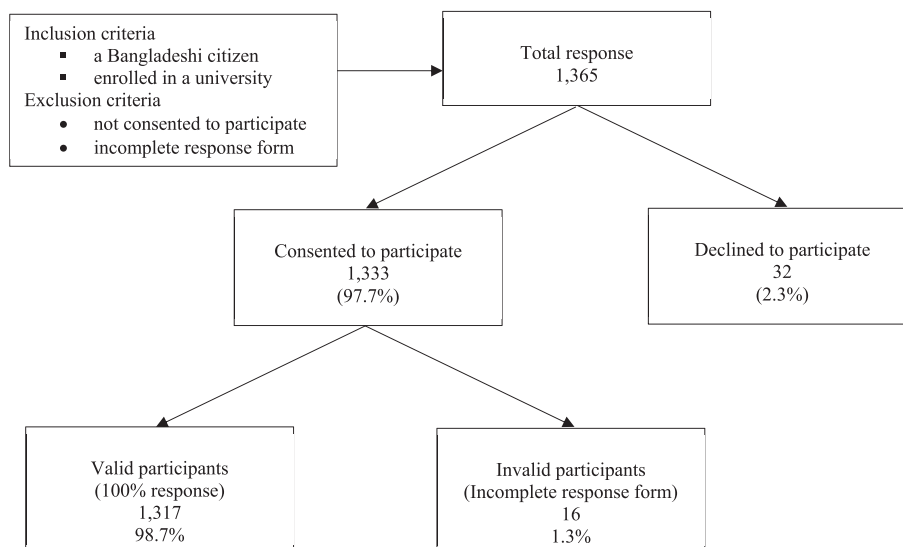 Inclusion criteria
▪ a Bangladeshi citizen
▪ enrolled in a university
Exclusion criteria
● not consented to participate
● incomplete response form
Total response
1,365
Consented to participate
1,333
(97.7%)
Declined to participate
32
(2.3%)
Valid participants
(100% response)
1,317
98.7%
Invalid participants
(Incomplete response form)
16
1.3%